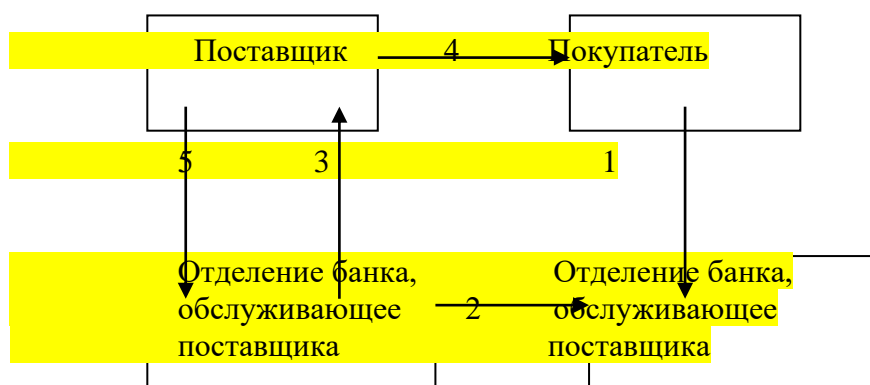 Поставщик 4 Покупатель
5 3 1
Отделение банка, Отделение банка,
обслуживающее 2 обслуживающее
поставщика поставщика